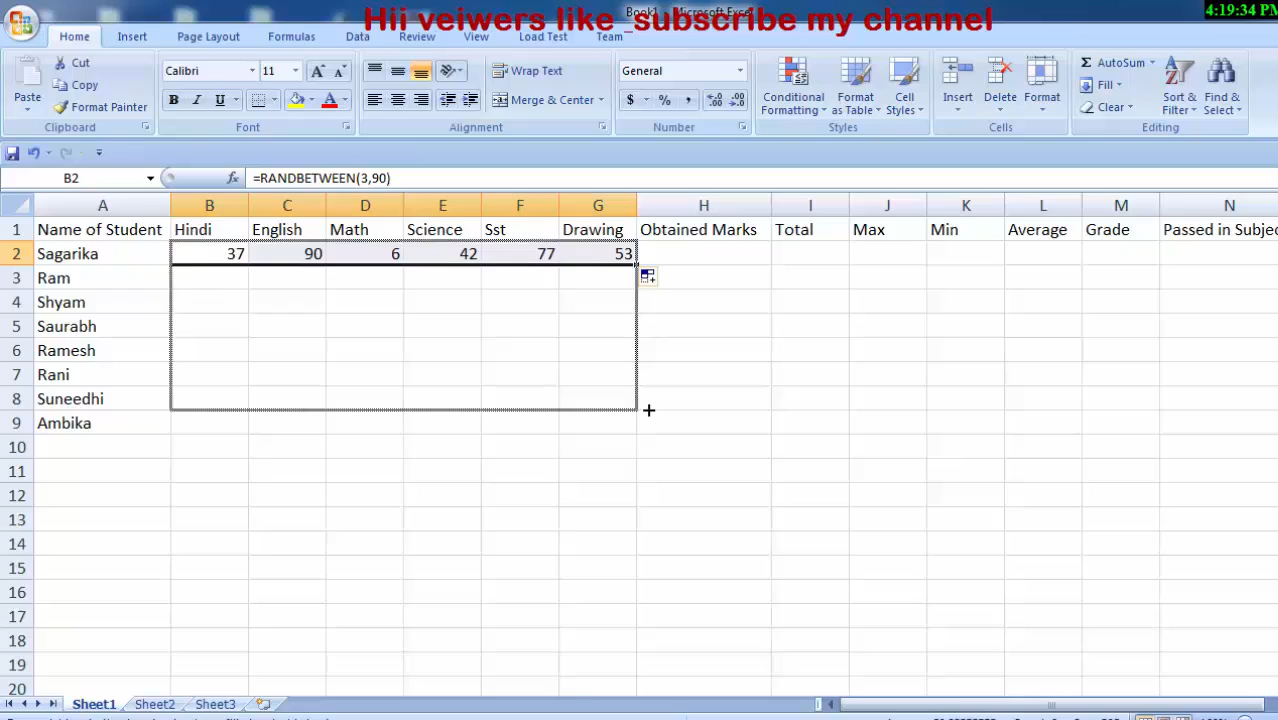 Book1 Microsoft Excel
Hii veiwers like subscribe my channel
4:19:34 PM
Home Insert Page Layout Formulas Data Review View Load Test Team
Cut
Copy
Format Painter
Paste
Clipboard
Calibri 11
B I U A
Font
Wrap Text
Merge & Center
Alignment
General
$ % ,
Number
Conditional Formatting
Format as Table
Cell Styles
Styles
Insert Delete Format
Cells
AutoSum
Fill
Clear
Sort & Filter
Find & Select
Editing
B2 fx =RANDBETWEEN(3,90)
A B C D E F G H I J K L M N
1 Name of Student Hindi English Math Science Sst Drawing Obtained Marks Total Max Min Average Grade Passed in Subjec
2 Sagarika 37 90 6 42 77 53
3 Ram
4 Shyam
5 Saurabh
6 Ramesh
7 Rani
8 Suneedhi
9 Ambika
10
11
12
13
14
15
16
17
18
19
20
Sheet1 Sheet2 Sheet3